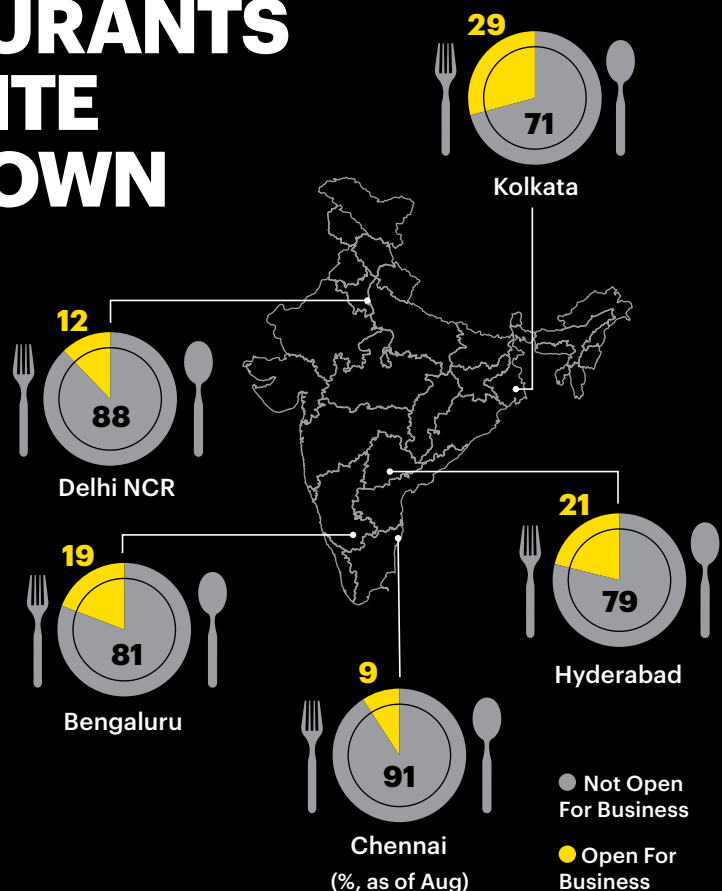 URANTS
ITE
OWN
29
71
Kolkata
12
88
Delhi NCR
21
79
Hyderabad
19
81
Bengaluru
9
91
Chennai
(%, as of Aug)
Not Open
For Business
Open For
Business